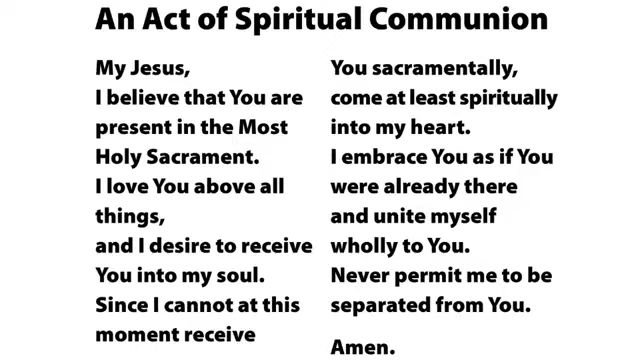 An Act of Spiritual Communion
My Jesus,
I believe that You are
present in the Most
Holy Sacrament.
I love You above all
things,
and I desire to receive
You into my soul.
Since I cannot at this
moment receive
You sacramentally,
come at least spiritually
into my heart.
I embrace You as if You
were already there
and unite myself
wholly to You.
Never permit me to be
separated from You.
Amen.